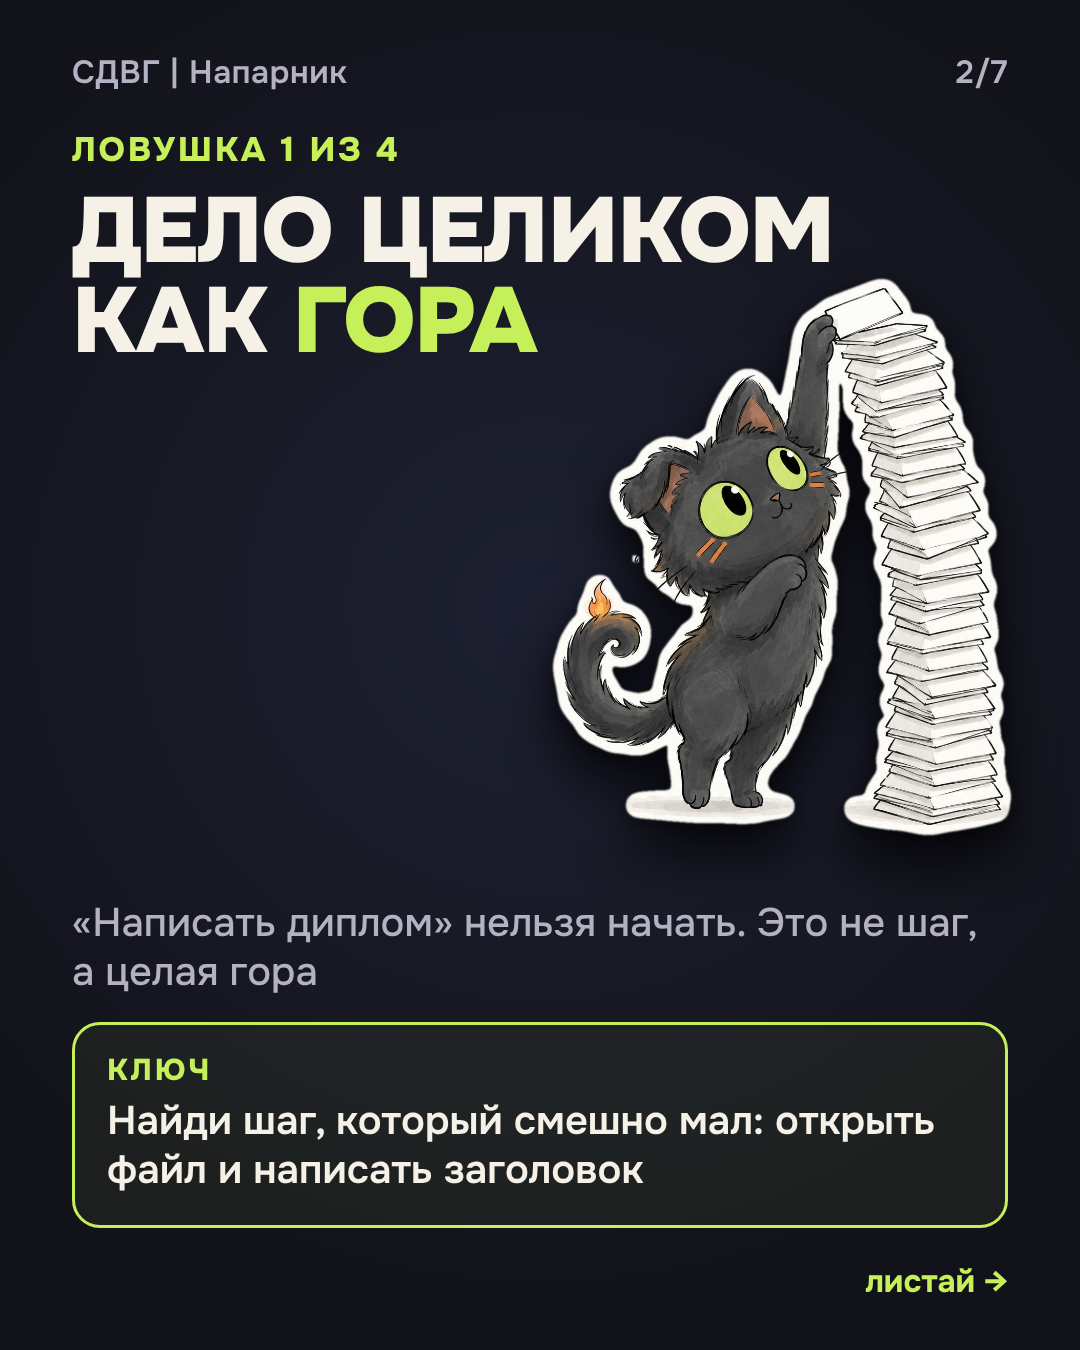 СДВГ | Напарник
2/7
ЛОВУШКА 1 ИЗ 4
ДЕЛО ЦЕЛИКОМ
КАК ГОРА
«Написать диплом» нельзя начать. Это не шаг,
а целая гора
КЛЮЧ
Найди шаг, который смешно мал: открыть
файл и написать заголовок
листай →